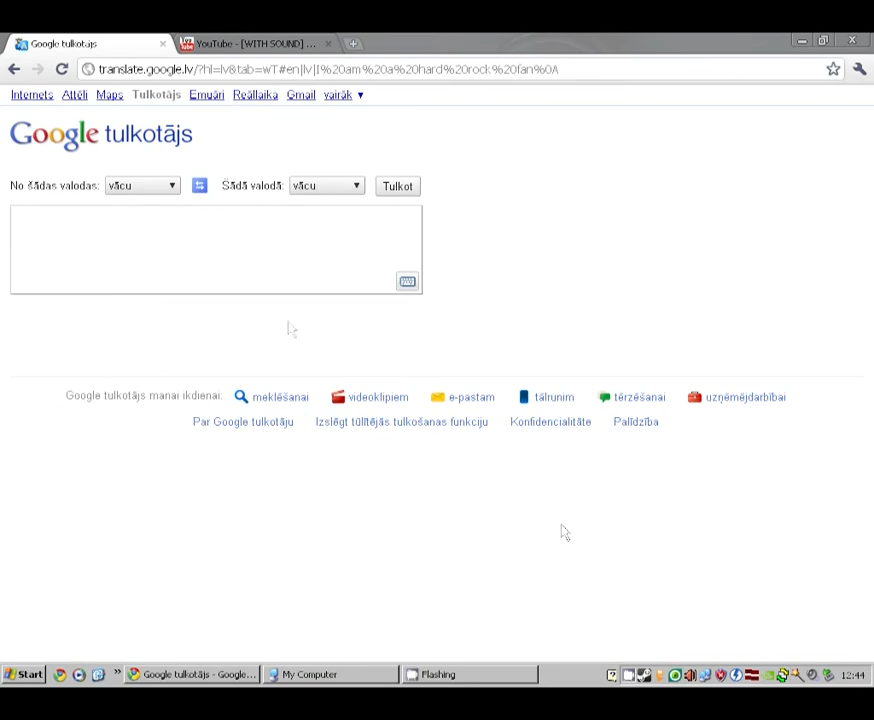 Google tulkotājs
YouTube - [WITH SOUND] ...
translate.google.lv/?hl=lv&tab=wT#en|lv|I%20am%20a%20hard%20rock%20fan%0A
Internets Attēli Maps Tulkotājs Emuāri Reāllaika Gmail vairāk ▼
Google tulkotājs
No šādas valodas: vācu Šādā valodā: vācu Tulkot
Google tulkotājs manai ikdienai: meklēšanai videoklipiem e-pastam tālrunim tērzēšanai uzņēmējdarbībai
Par Google tulkotāju Izslēgt tūlītējās tulkošanas funkciju Konfidencialitāte Palīdzība
Start » Google tulkotājs - Google... My Computer Flashing 12:44